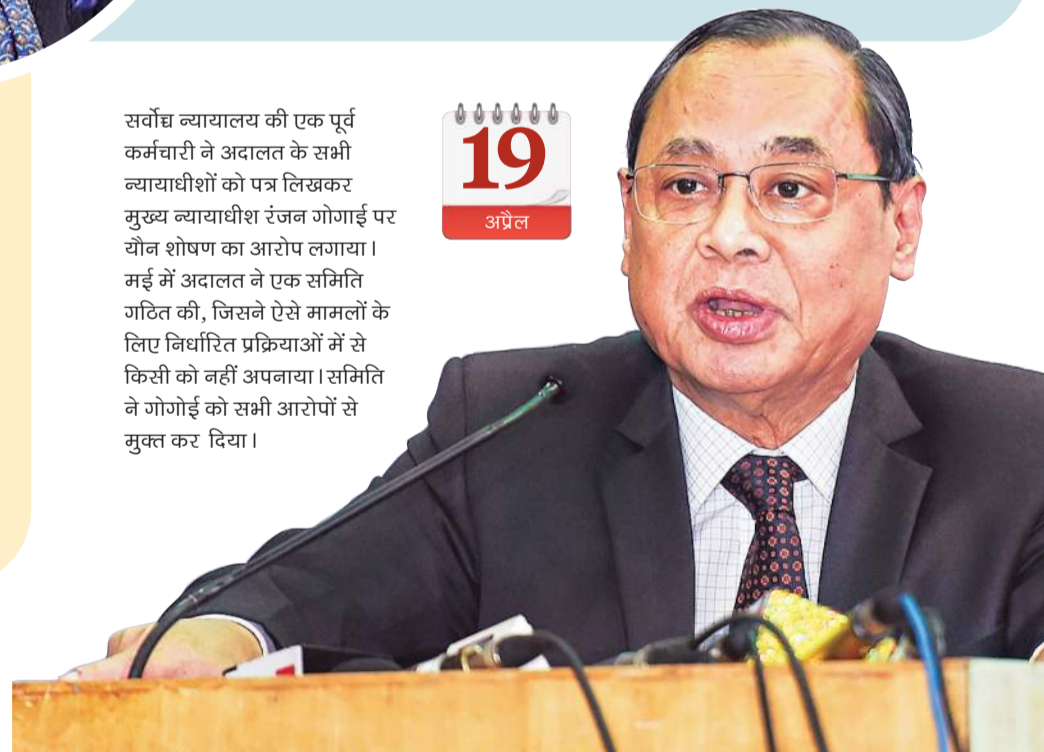 सर्वोच्च न्यायालय की एक पूर्व
कर्मचारी ने अदालत के सभी
न्यायाधीशों को पत्र लिखकर
मुख्य न्यायाधीश रंजन गोगाई पर
यौन शोषण का आरोप लगाया।
मई में अदालत ने एक समिति
गठित की, जिसने ऐसे मामलों के
लिए निर्धारित प्रक्रियाओं में से
किसी को नहीं अपनाया। समिति
ने गोगोई को सभी आरोपों से
मुक्त कर दिया।
19
अप्रैल